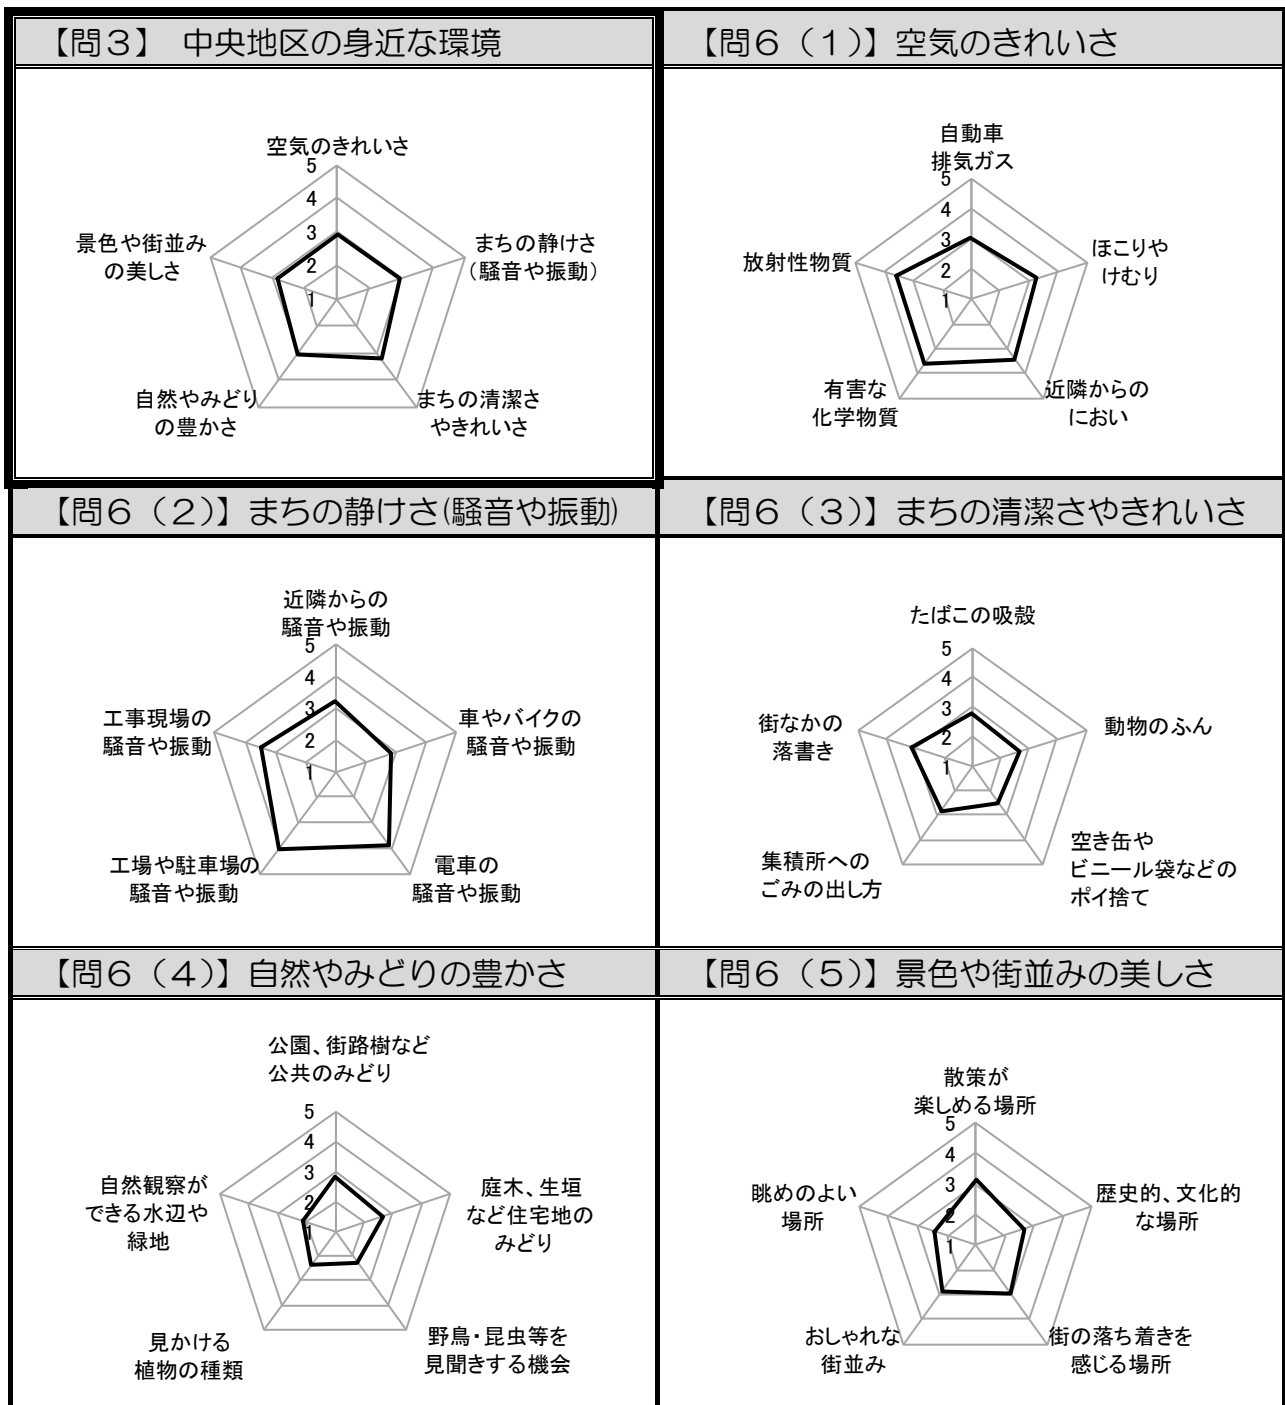 【問3】 中央地区の身近な環境
空気のきれいさ
5
4
3
2
1
まちの静けさ
（騒音や振動）
まちの清潔さ
やきれいさ
自然やみどり
の豊かさ
景色や街並み
の美しさ
【問6（1）】空気のきれいさ
自動車
排気ガス
5
4
3
2
1
ほこりや
けむり
近隣からの
におい
有害な
化学物質
放射性物質
【問6（2）】まちの静けさ(騒音や振動)
近隣からの
騒音や振動
5
4
3
2
1
車やバイクの
騒音や振動
電車の
騒音や振動
工場や駐車場の
騒音や振動
工事現場の
騒音や振動
【問6（3）】まちの清潔さやきれいさ
たばこの吸殻
5
4
3
2
1
動物のふん
空き缶や
ビニール袋などの
ポイ捨て
集積所への
ごみの出し方
街なかの
落書き
【問6（4）】自然やみどりの豊かさ
公園、街路樹など
公共のみどり
5
4
3
2
1
庭木、生垣
など住宅地の
みどり
野鳥・昆虫等を
見聞きする機会
見かける
植物の種類
自然観察が
できる水辺や
緑地
【問6（5）】景色や街並みの美しさ
散策が
楽しめる場所
5
4
3
2
1
歴史的、文化的
な場所
街の落ち着きを
感じる場所
おしゃれな
街並み
眺めのよい
場所